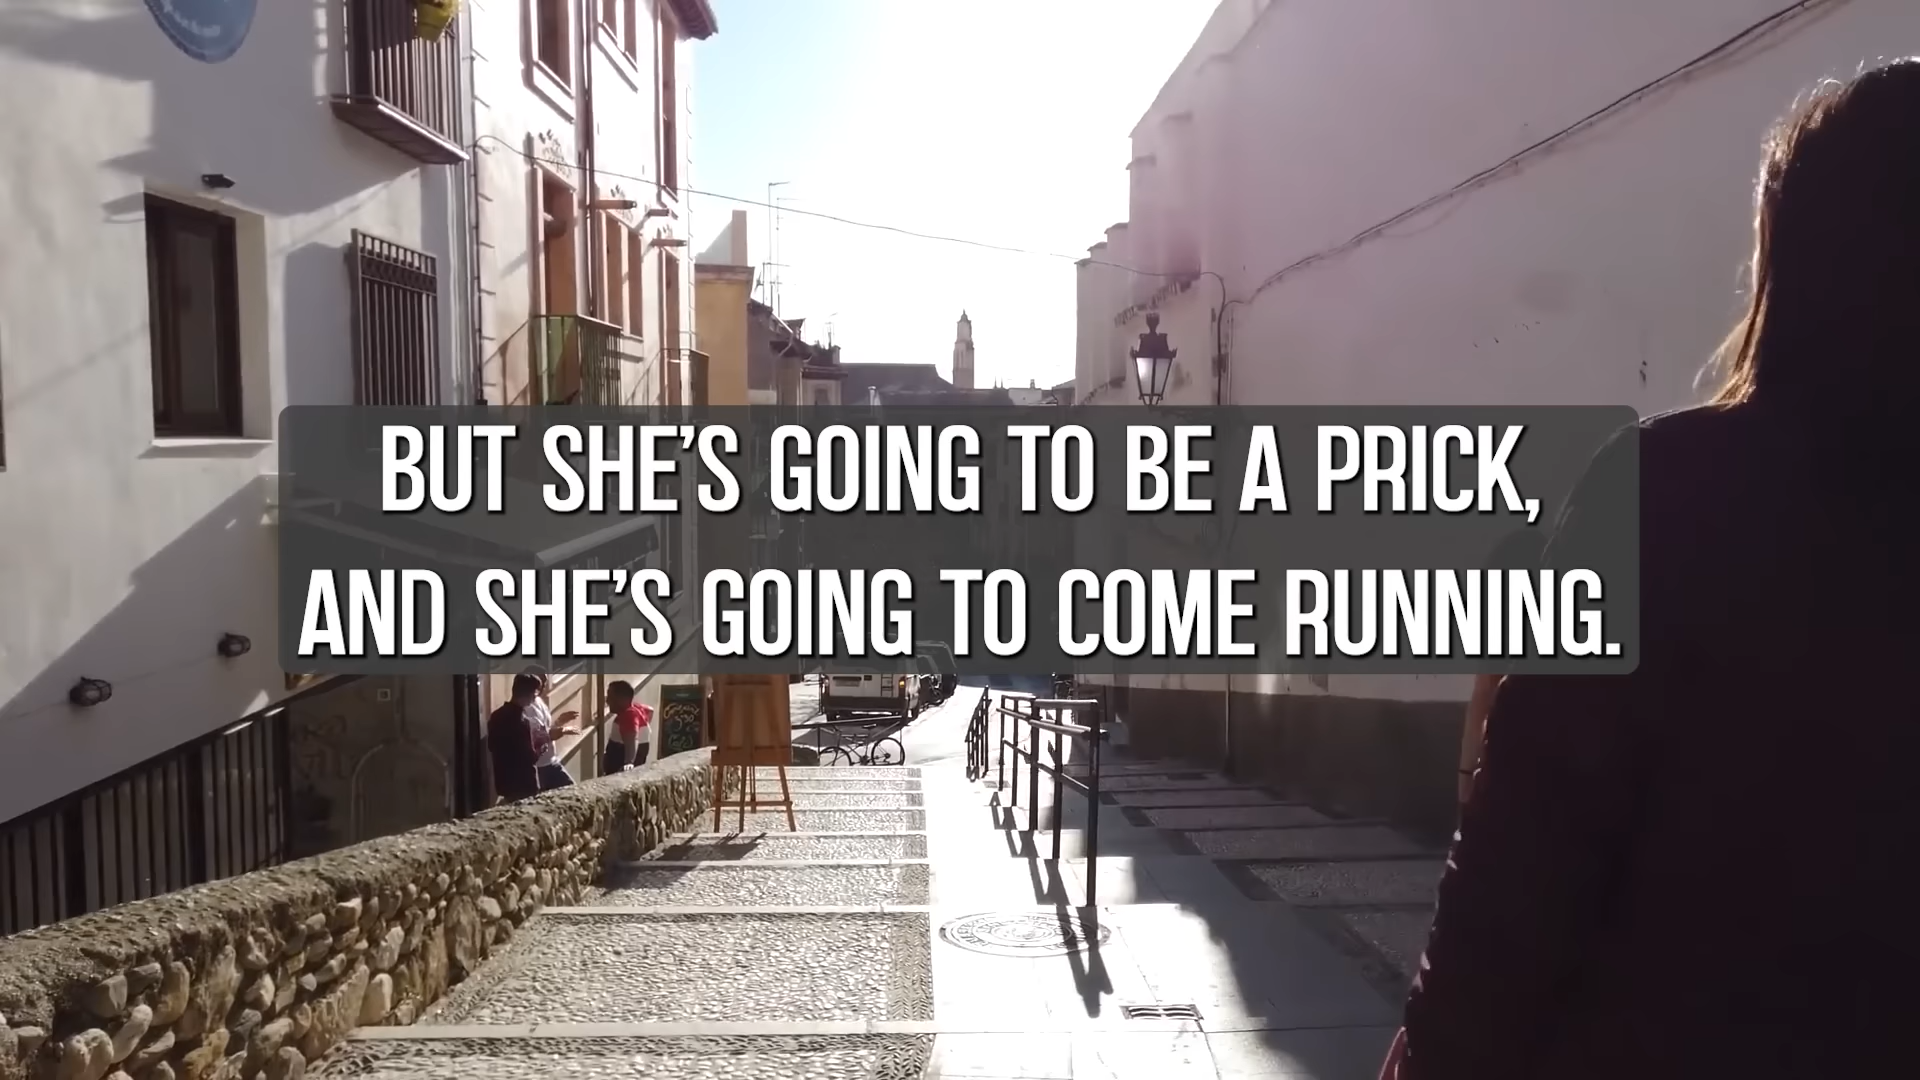 BUT SHE'S GOING TO BE A PRICK,
AND SHE'S GOING TO COME RUNNING.